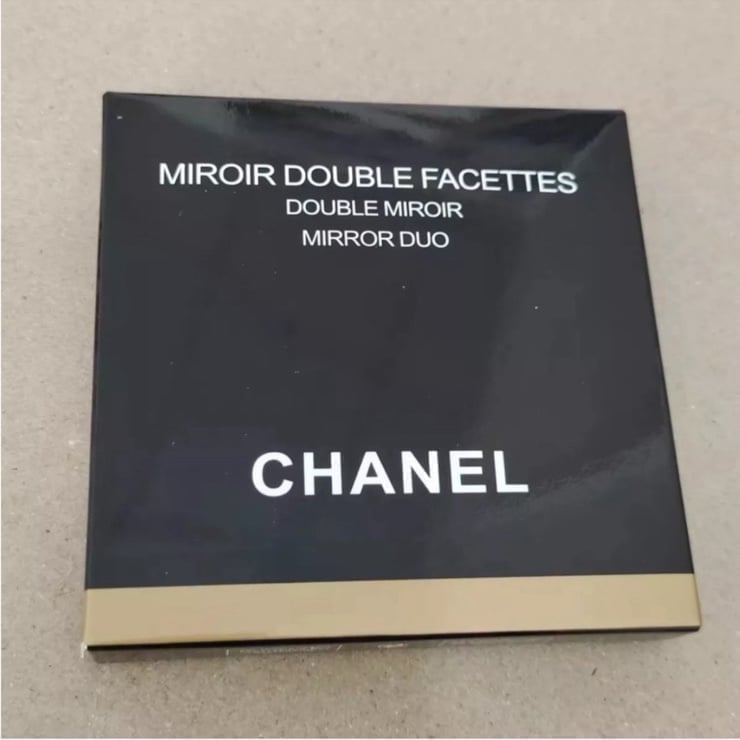 MIROIR DOUBLE FACETTES
DOUBLE MIROIR
MIRROR DUO
CHANEL